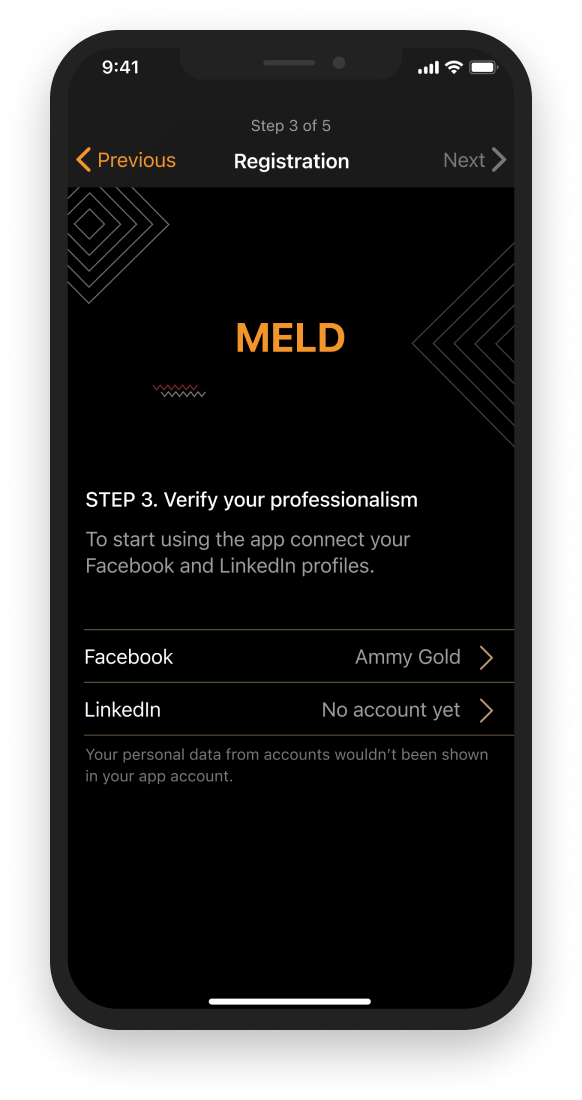 9:41
Step 3 of 5
Previous
Registration
Next
MELD
STEP 3. Verify your professionalism
To start using the app connect your
Facebook and LinkedIn profiles.
Facebook
Ammy Gold
LinkedIn
No account yet
Your personal data from accounts wouldn’t been shown
in your app account.